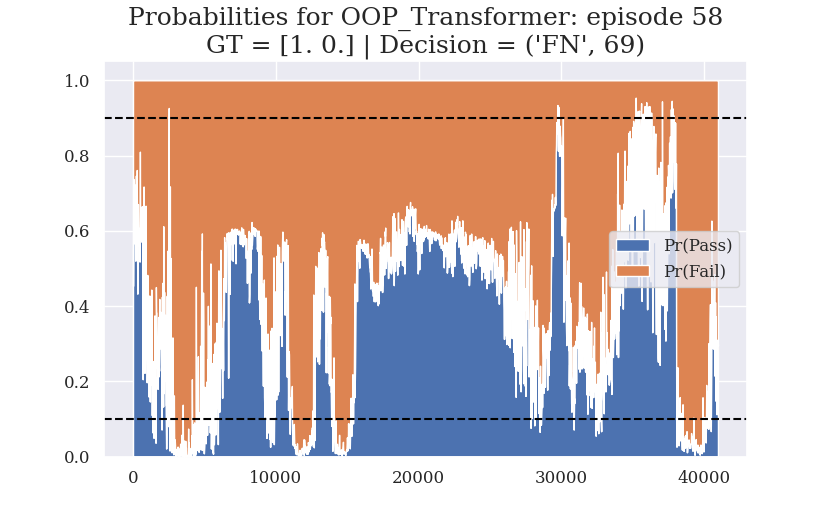 Probabilities for OOP_Transformer: episode 58
GT = [1. 0.] | Decision = ('FN', 69)
1.0
0.8
0.6
0.4
0.2
0.0
Pr(Pass)
Pr(Fail)
0 10000 20000 30000 40000